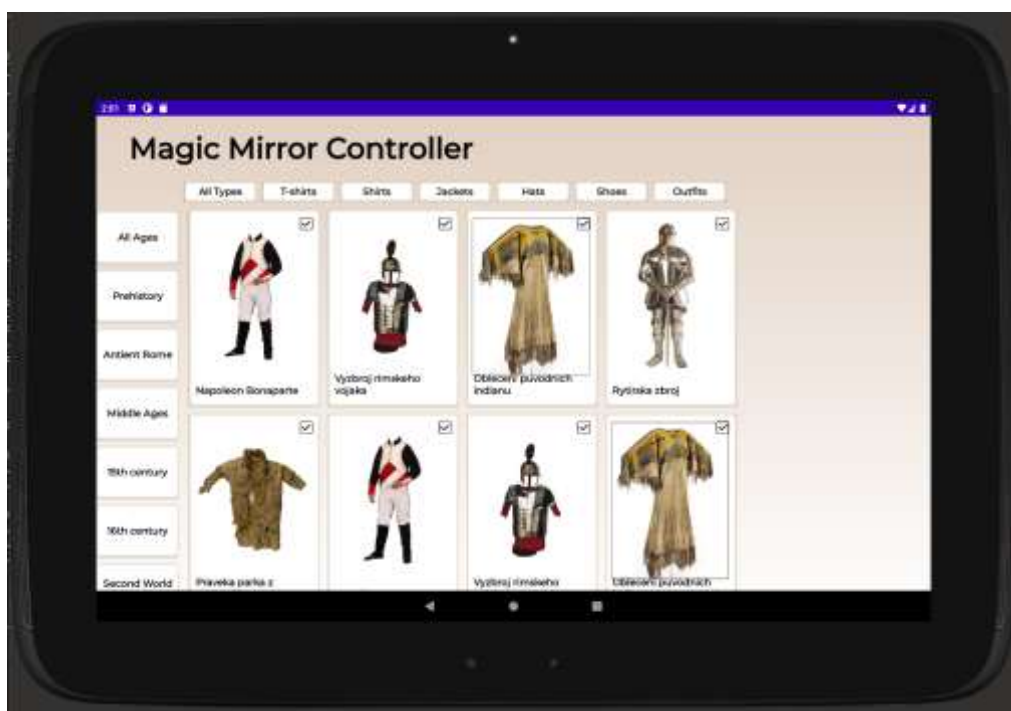 2:01
Magic Mirror Controller
All Types T-shirts Shirts Jackets Hats Shoes Outfits
All Ages
Prehistory
Antient Rome
Middle Ages
15th century
16th century
Second World
Napoleon Bonaparte
Vyzbroj rimskeho
vojaka
Obleceni puvodnich
indianu
Rytirska zbroj
Praveka parka z
Vyzbroj rimskeho
Obleceni puvodnich